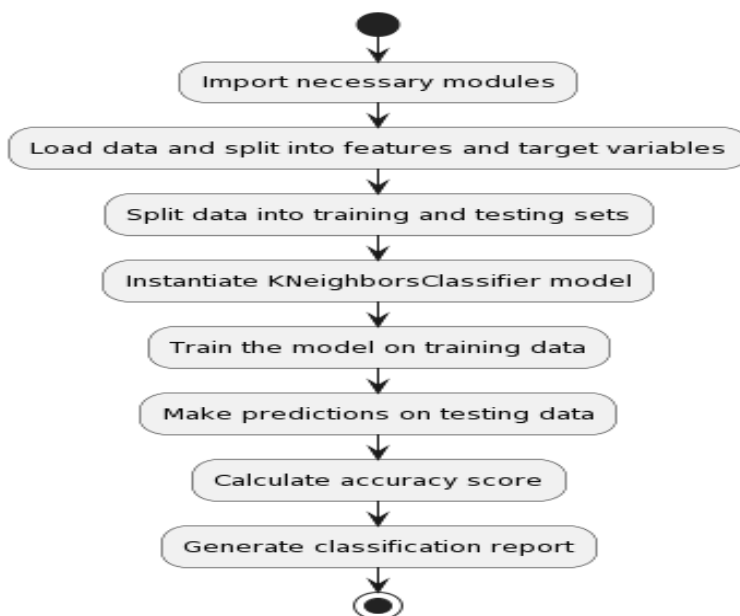 Import necessary modules
Load data and split into features and target variables
Split data into training and testing sets
Instantiate KNeighborsClassifier model
Train the model on training data
Make predictions on testing data
Calculate accuracy score
Generate classification report